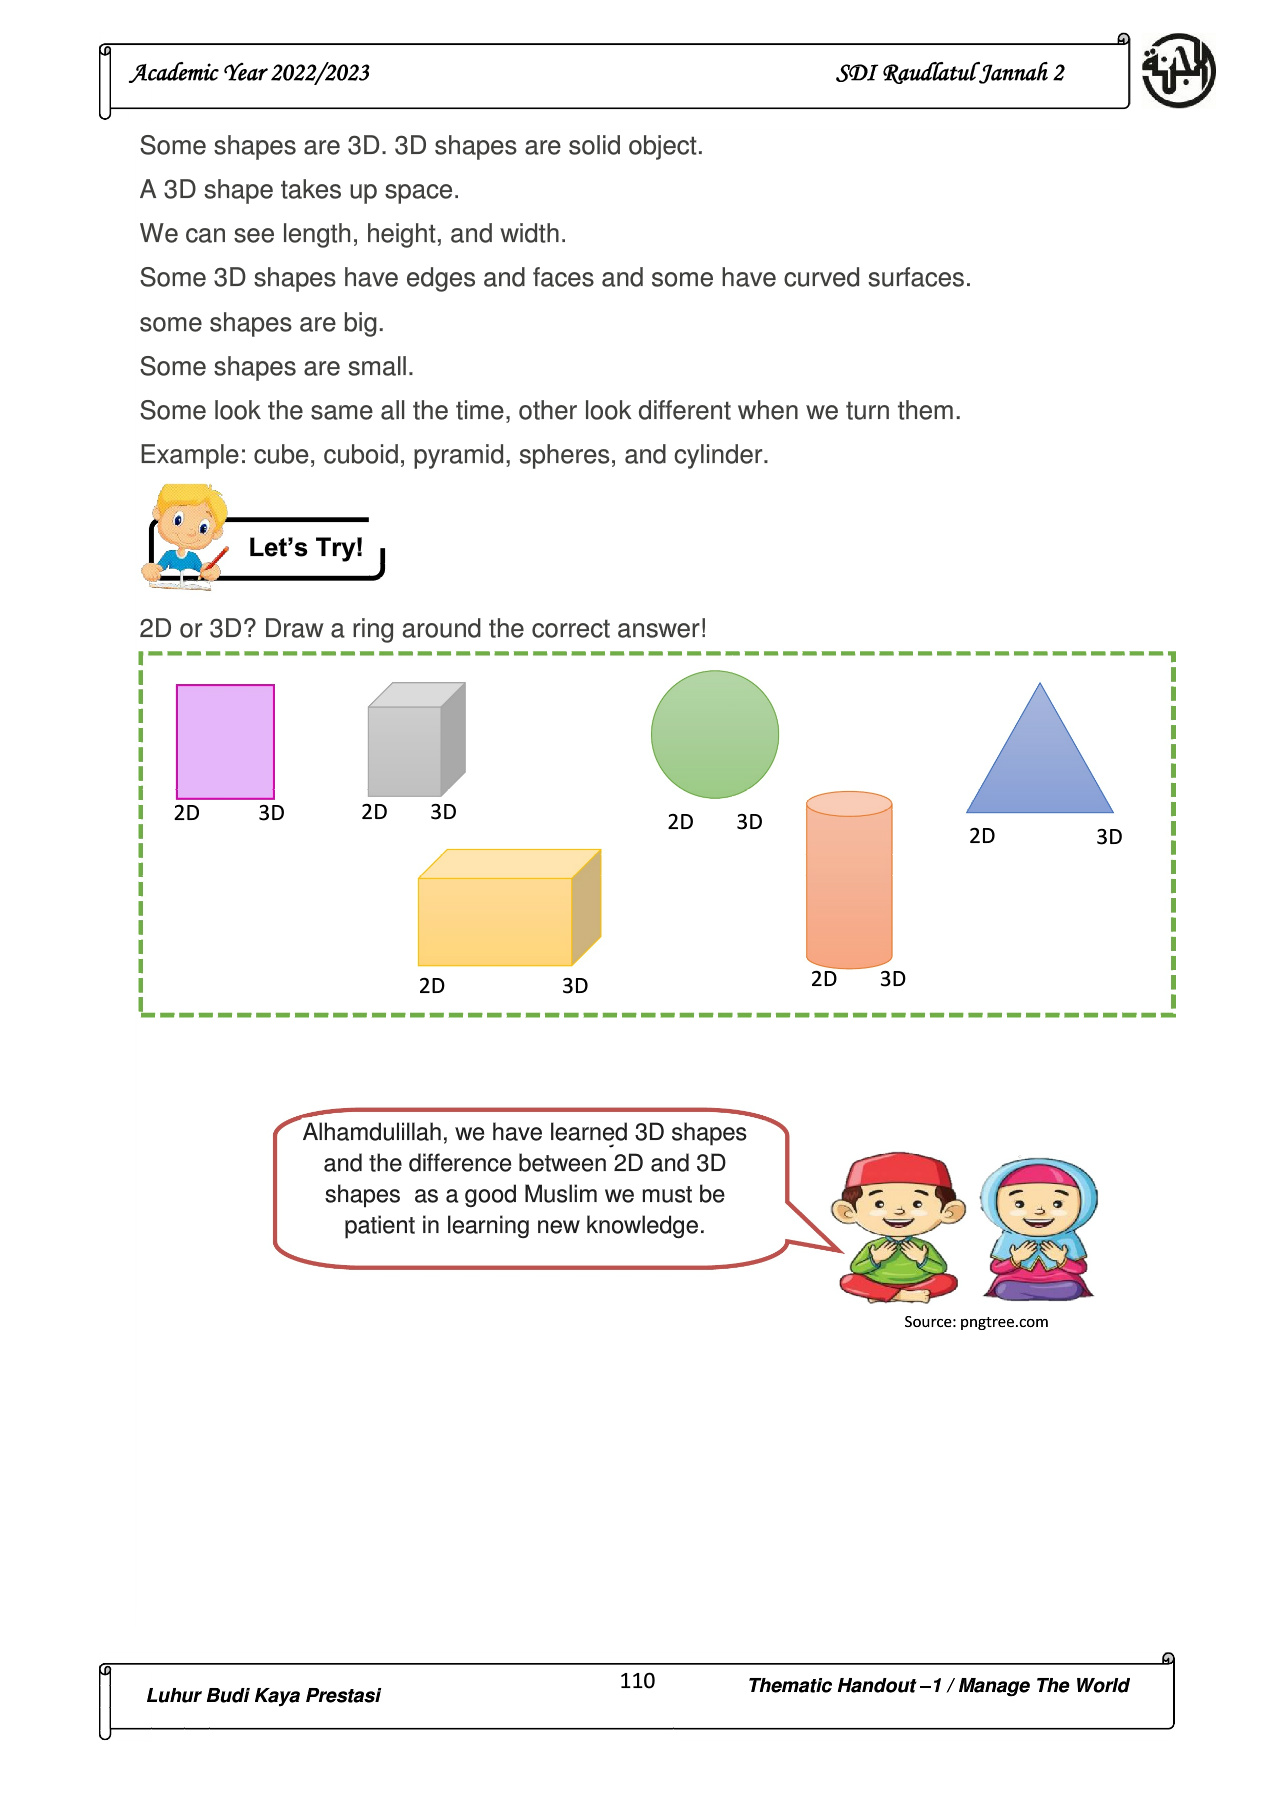 Academic Year 2022/2023 SDI Raudlatul Jannah 2
Some shapes are 3D. 3D shapes are solid object.
A 3D shape takes up space.
We can see length, height, and width.
Some 3D shapes have edges and faces and some have curved surfaces.
some shapes are big.
Some shapes are small.
Some look the same all the time, other look different when we turn them.
Example: cube, cuboid, pyramid, spheres, and cylinder.
Let's Try!
2D or 3D? Draw a ring around the correct answer!
2D 3D
2D 3D
2D 3D
2D 3D
2D 3D
2D 3D
Alhamdulillah, we have learned 3D shapes
and the difference between 2D and 3D
shapes as a good Muslim we must be
patient in learning new knowledge.
Source: pngtree.com
Luhur Budi Kaya Prestasi 110 Thematic Handout –1 / Manage The World